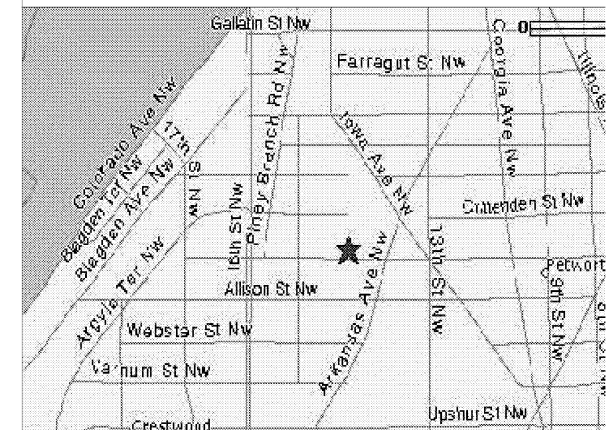 Gallatin St Nw
0
Farragut St Nw
Georgia Ave Nw
Illinois
Colorado Ave Nw
17th St Nw
Piney Branch Rd Nw
Iowa Ave Nw
Blagden Ter Nw
Blagden Ave Nw
16th St Nw
Crittenden St Nw
Argyle Ter Nw
Arkansas Ave Nw
13th St Nw
Petwort
Allison St Nw
9th St Nw
Webster St Nw
Varnum St Nw
Crestwood
Upshur St Nw